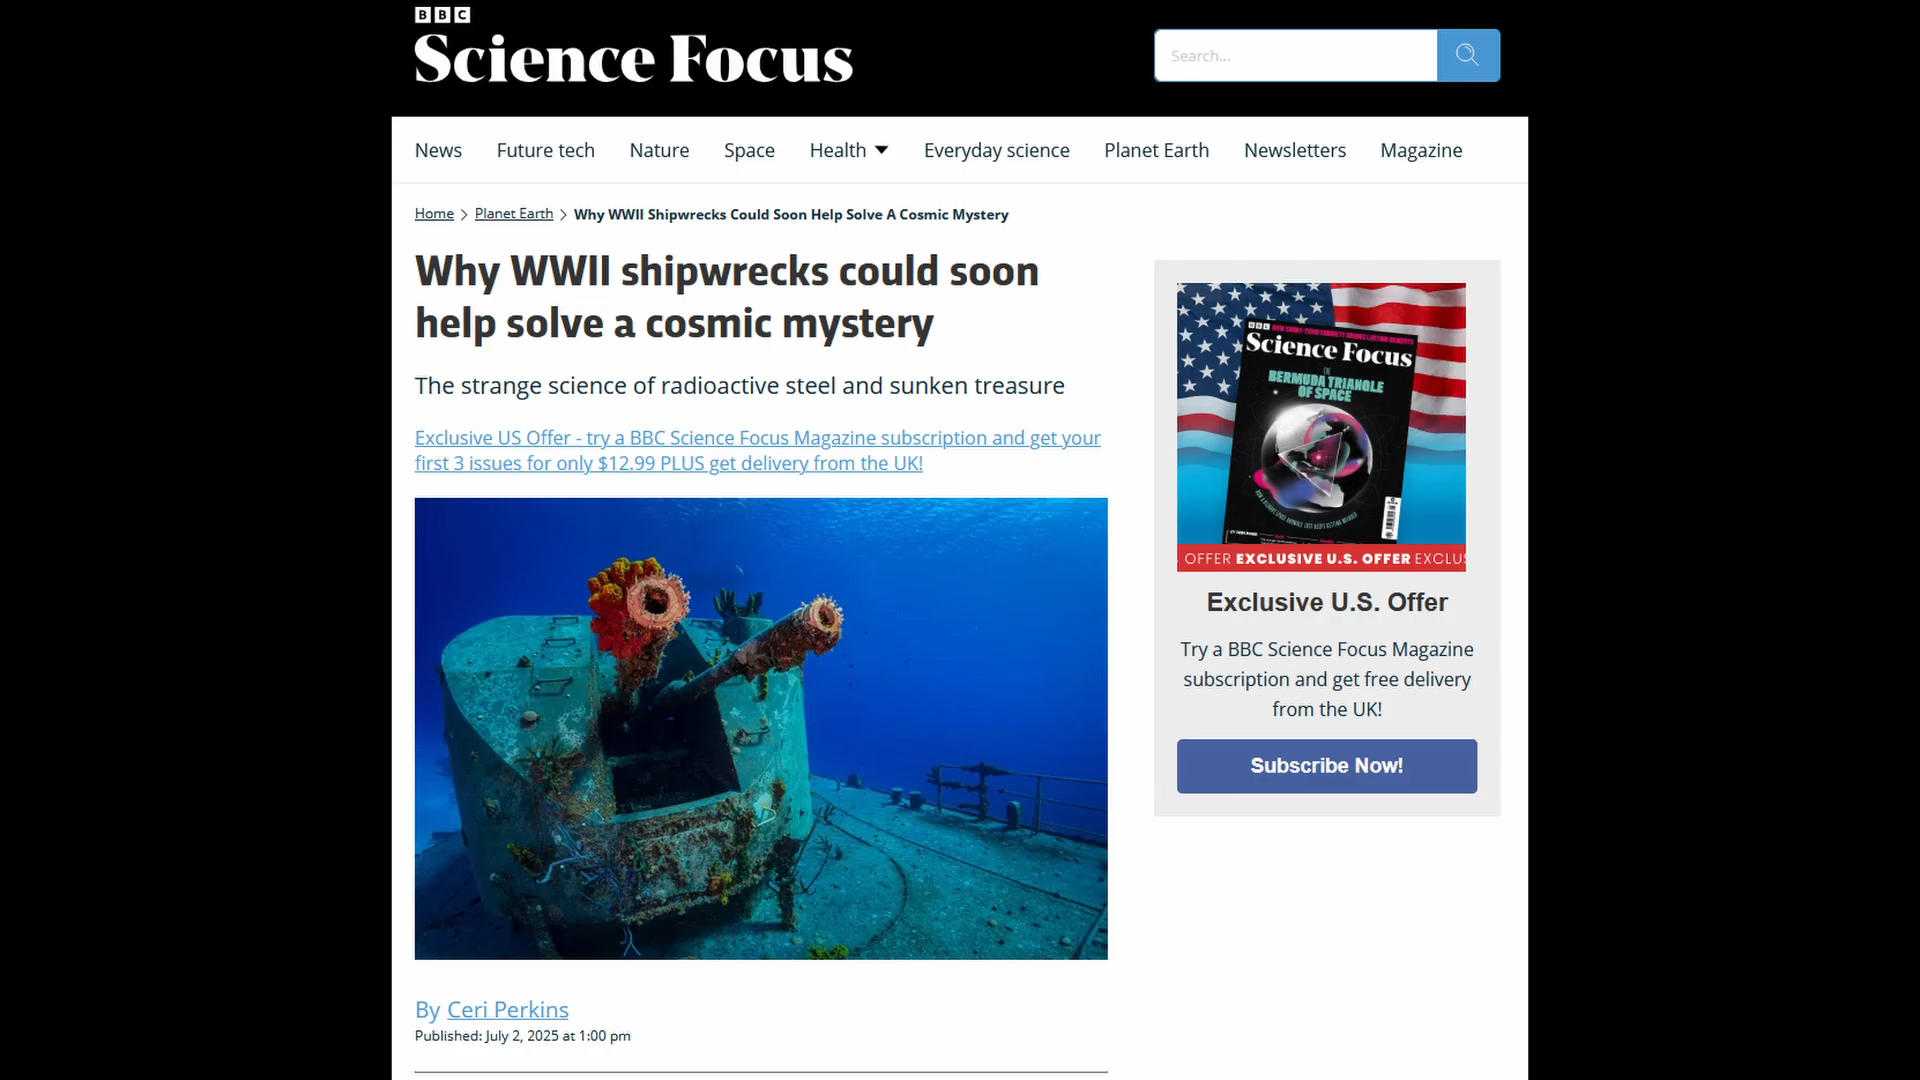 BBC
Science Focus
Search...
News Future tech Nature Space Health Everyday science Planet Earth Newsletters Magazine
Home > Planet Earth > Why WWII Shipwrecks Could Soon Help Solve A Cosmic Mystery
Why WWII shipwrecks could soon
help solve a cosmic mystery
The strange science of radioactive steel and sunken treasure
Exclusive US Offer - try a BBC Science Focus Magazine subscription and get your
first 3 issues for only $12.99 PLUS get delivery from the UK!
By Ceri Perkins
Published: July 2, 2025 at 1:00 pm
BBC
Science Focus
THE
BERMUDA TRIANGLE
OF SPACE
OFFER EXCLUSIVE U.S. OFFER EXCLUS
Exclusive U.S. Offer
Try a BBC Science Focus Magazine
subscription and get free delivery
from the UK!
Subscribe Now!